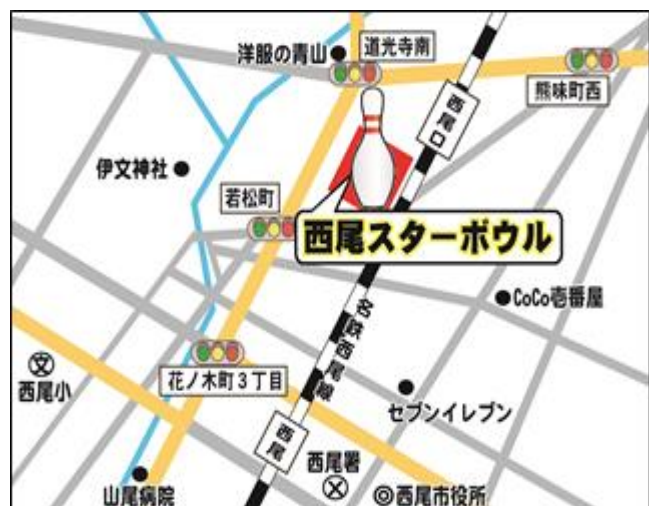 洋服の青山
道光寺南
熊味町西
西尾口
伊文神社
若松町
西尾スターボウル
CoCo壱番屋
名鉄西尾線
花ノ木町3丁目
文
西尾小
セブンイレブン
西尾
西尾署
山尾病院
西尾市役所